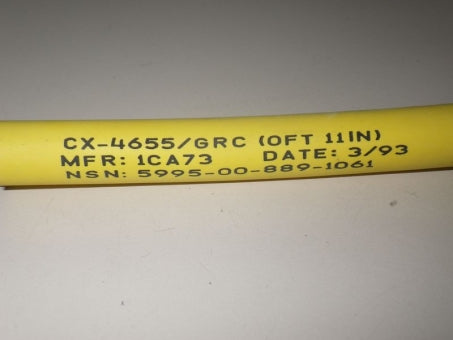 CX-4655/GRC (0FT 11IN)
MFR: 1CA73 DATE: 3/93
NSN: 5995-00-889-1061